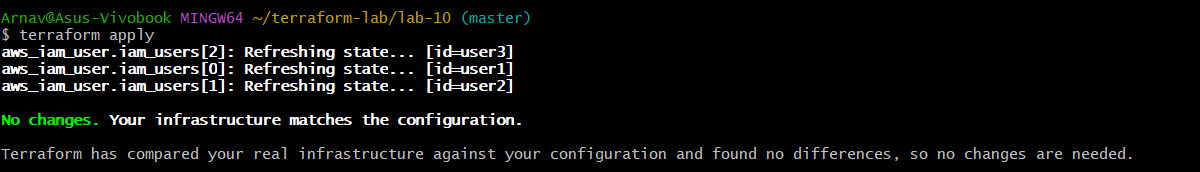 Arnav@Asus-Vivobook MINGW64 ~/terraform-lab/lab-10 (master)
$ terraform apply
aws_iam_user.iam_users[2]: Refreshing state... [id=user3]
aws_iam_user.iam_users[0]: Refreshing state... [id=user1]
aws_iam_user.iam_users[1]: Refreshing state... [id=user2]
No changes. Your infrastructure matches the configuration.
Terraform has compared your real infrastructure against your configuration and found no differences, so no changes are needed.